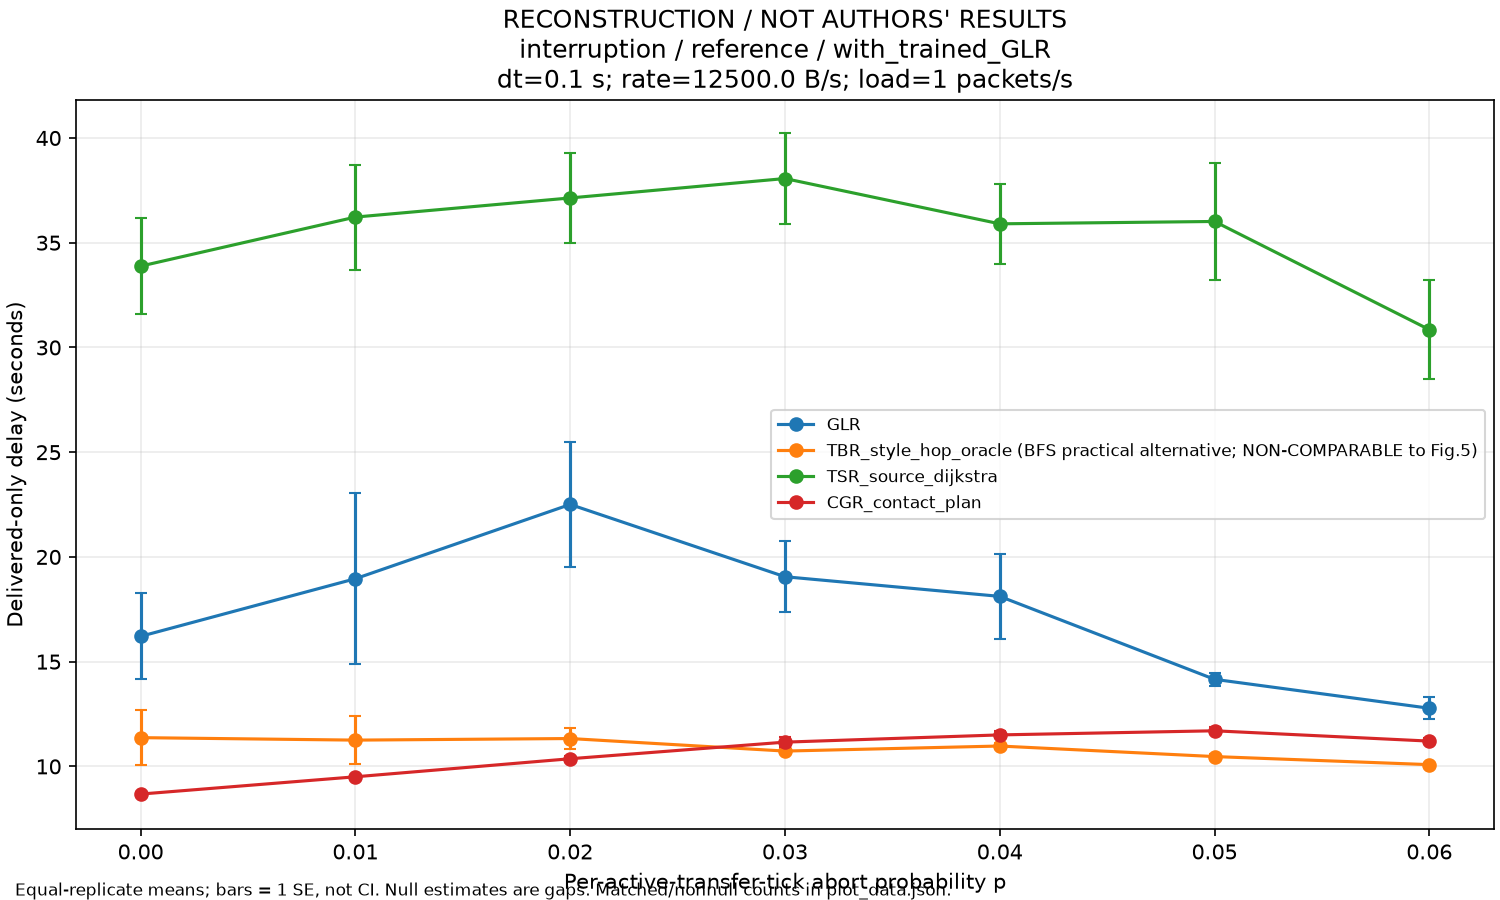 RECONSTRUCTION / NOT AUTHORS' RESULTS
interruption / reference / with_trained_GLR
dt=0.1 s; rate=12500.0 B/s; load=1 packets/s
Delivered-only delay (seconds)
40
35
30
25
20
15
10
GLR
TBR_style_hop_oracle (BFS practical alternative; NON-COMPARABLE to Fig.5)
TSR_source_dijkstra
CGR_contact_plan
0.00 0.01 0.02 0.03 0.04 0.05 0.06
Per-active-transfer-tick abort probability p
Equal-replicate means; bars = 1 SE, not CI. Null estimates are gaps. Matched/nonnull counts in plot_data.json.